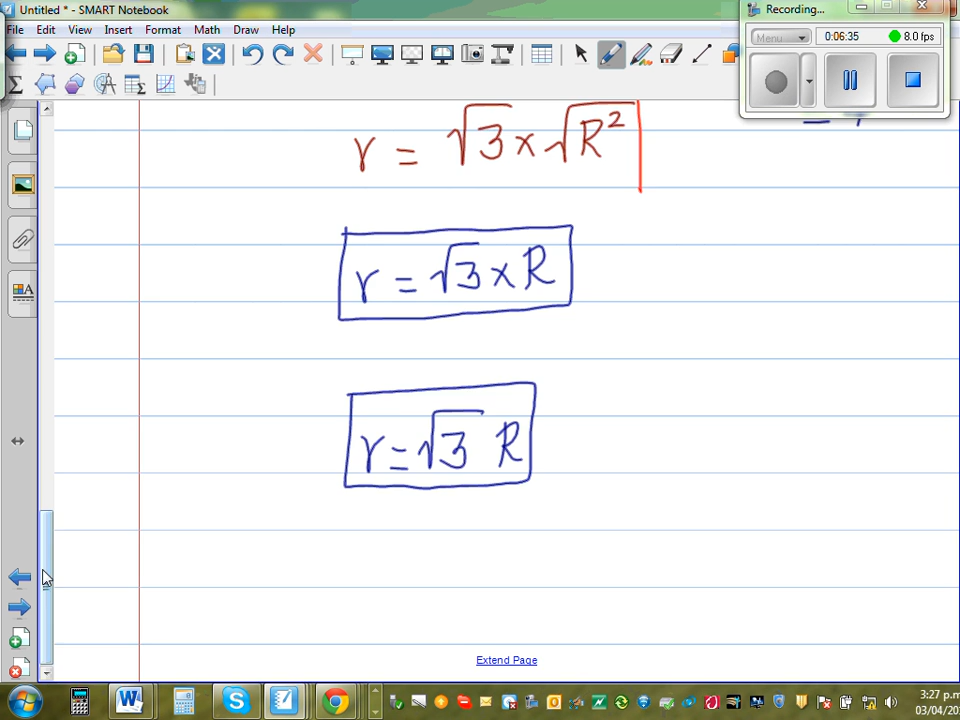 Untitled * - SMART Notebook
File Edit View Insert Format Math Draw Help
Recording...
Menu 0:06:35 8.0 fps
r = √3 x √R²
r = √3 x R
r = √3 R
Extend Page
3:27 p.m
03/04/20